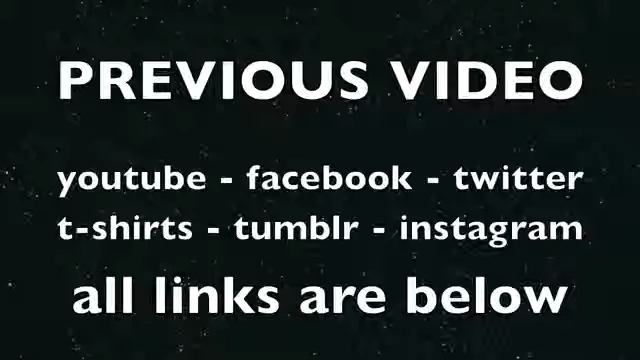 PREVIOUS VIDEO
youtube - facebook - twitter
t-shirts - tumblr - instagram
all links are below